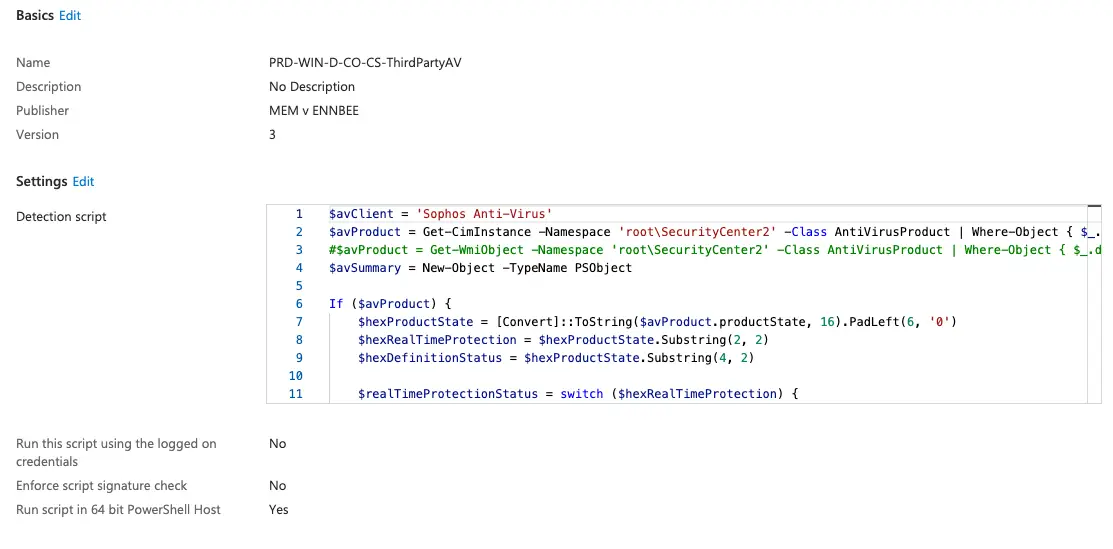 Basics Edit
Name PRD-WIN-D-CO-CS-ThirdPartyAV
Description No Description
Publisher MEM v ENNBEE
Version 3
Settings Edit
Detection script
1 $avClient = 'Sophos Anti-Virus'
2 $avProduct = Get-CimInstance -Namespace 'root\SecurityCenter2' -Class AntiVirusProduct | Where-Object { $_.
3 #$avProduct = Get-WmiObject -Namespace 'root\SecurityCenter2' -Class AntiVirusProduct | Where-Object { $_.d
4 $avSummary = New-Object -TypeName PSObject
5
6 If ($avProduct) {
7 $hexProductState = [Convert]::ToString($avProduct.productState, 16).PadLeft(6, '0')
8 $hexRealTimeProtection = $hexProductState.Substring(2, 2)
9 $hexDefinitionStatus = $hexProductState.Substring(4, 2)
10
11 $realTimeProtectionStatus = switch ($hexRealTimeProtection) {
Run this script using the logged on No
credentials
Enforce script signature check No
Run script in 64 bit PowerShell Host Yes